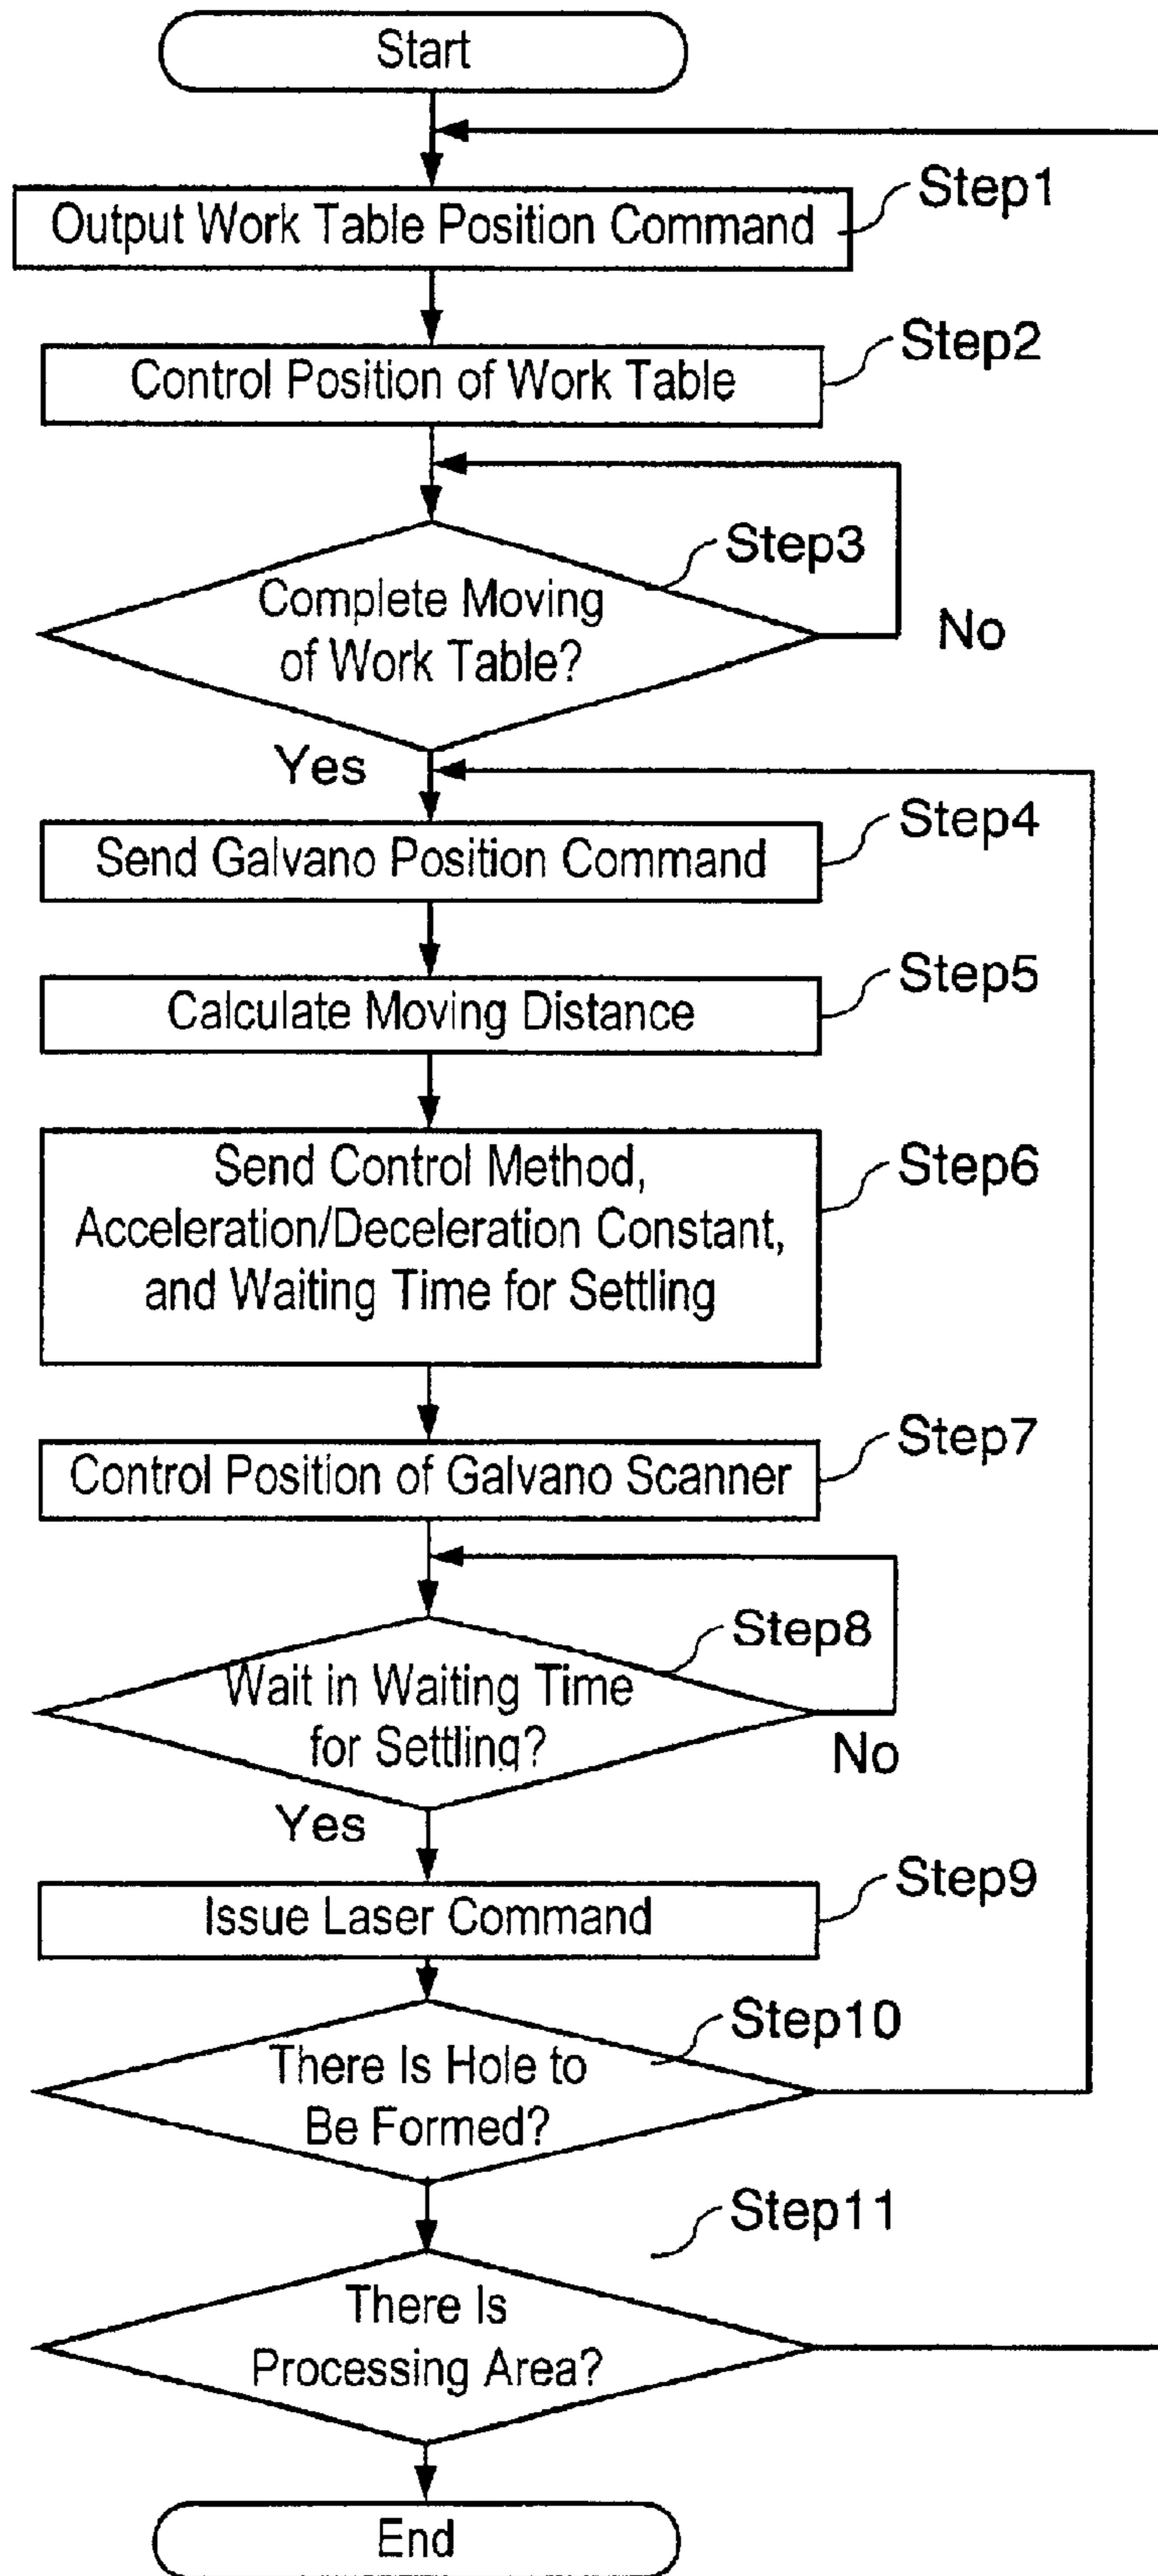 Start
Step1
Output Work Table Position Command
Step2
Control Position of Work Table
Step3
Complete Moving
of Work Table?
No
Yes
Step4
Send Galvano Position Command
Step5
Calculate Moving Distance
Step6
Send Control Method,
Acceleration/Deceleration Constant,
and Waiting Time for Settling
Step7
Control Position of Galvano Scanner
Step8
Wait in Waiting Time
for Settling?
No
Yes
Step9
Issue Laser Command
Step10
There Is Hole to
Be Formed?
Step11
There Is
Processing Area?
End